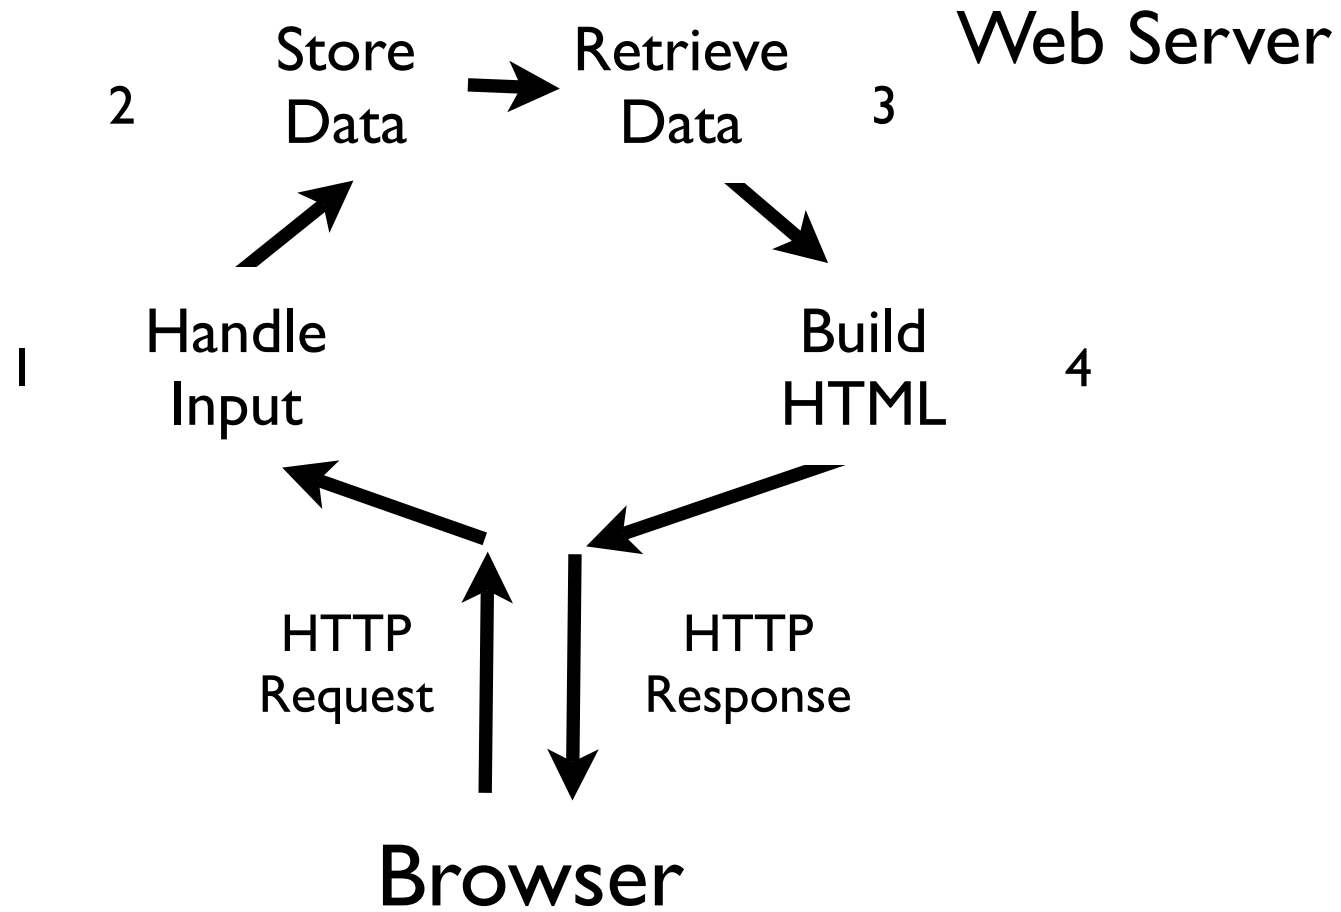 Web Server
Store
Data
2
Retrieve
Data
3
Handle
Input
1
Build
HTML
4
HTTP
Request
HTTP
Response
Browser